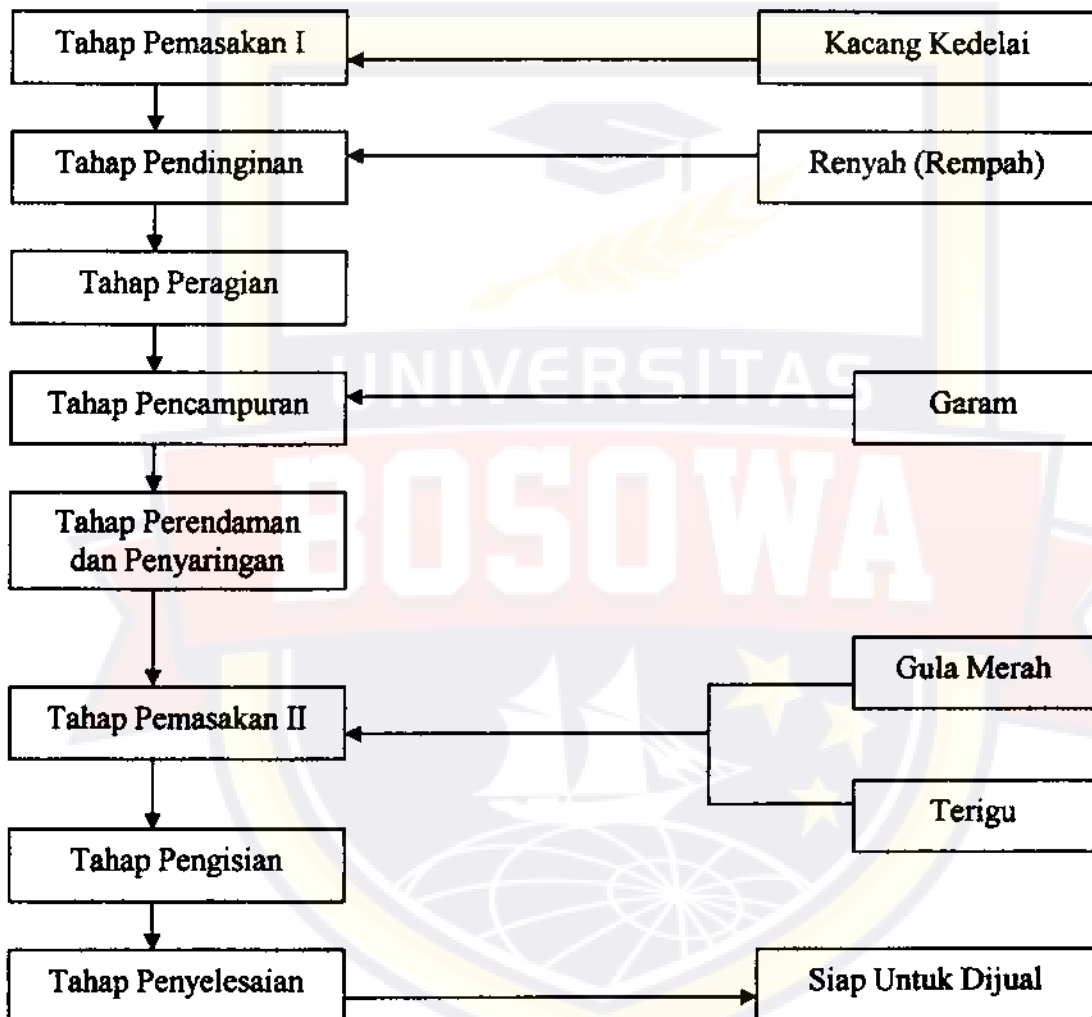 Tahap Pemasakan I
Kacang Kedelai
Tahap Pendinginan
Renyah (Rempah)
Tahap Peragian
UNIVERSITAS
Tahap Pencampuran
Garam
BOSOWA
Tahap Perendaman
dan Penyaringan
Gula Merah
Tahap Pemasakan II
Terigu
Tahap Pengisian
Tahap Penyelesaian
Siap Untuk Dijual